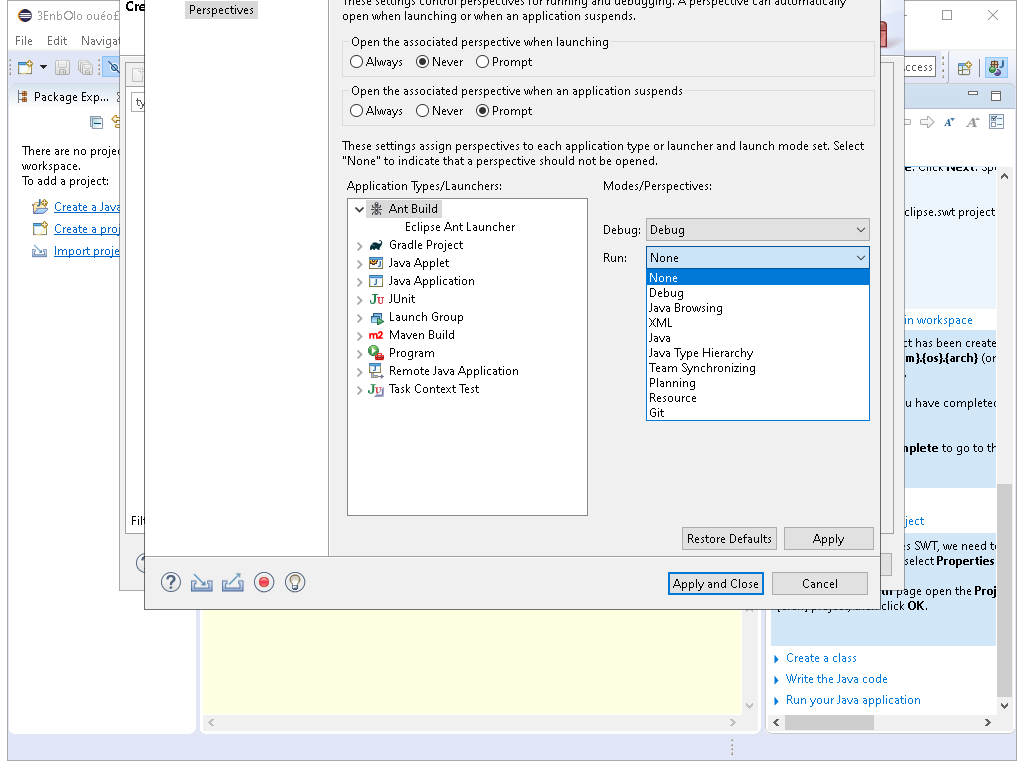 3EnbOlo
File Edit Navigat
Package Exp...
There are no proje
workspace.
To add a project:
Create a Java
Create a proj
Import proje
Cre
ty
Filt
Perspectives
These settings control perspectives for running and debugging. A perspective can automatically
open when launching or when an application suspends.
Open the associated perspective when launching
Always Never Prompt
Open the associated perspective when an application suspends
Always Never Prompt
These settings assign perspectives to each application type or launcher and launch mode set. Select
"None" to indicate that a perspective should not be opened.
Application Types/Launchers:
Ant Build
Eclipse Ant Launcher
Gradle Project
Java Applet
Java Application
JUnit
Launch Group
Maven Build
Program
Remote Java Application
Task Context Test
Modes/Perspectives:
Debug: Debug
Run: None
None
Debug
Java Browsing
XML
Java
Java Type Hierarchy
Team Synchronizing
Planning
Resource
Git
Restore Defaults Apply
Apply and Close Cancel
ccess
e. Click Next. Sp
clipse.swt project
in workspace
ct has been create
m}.{os}.{arch} (or
u have completed
nplete to go to th
ject
es SWT, we need to
select Properties
page open the Proj
click OK.
Create a class
Write the Java code
Run your Java application